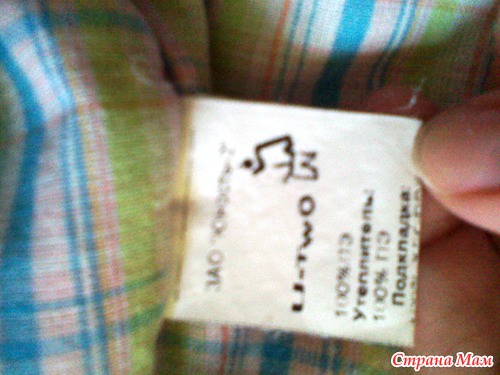 ЗАО
U-TWO
100% ПЭ
Утеплитель:
100% ПЭ
Подкладка:
Страна Мам